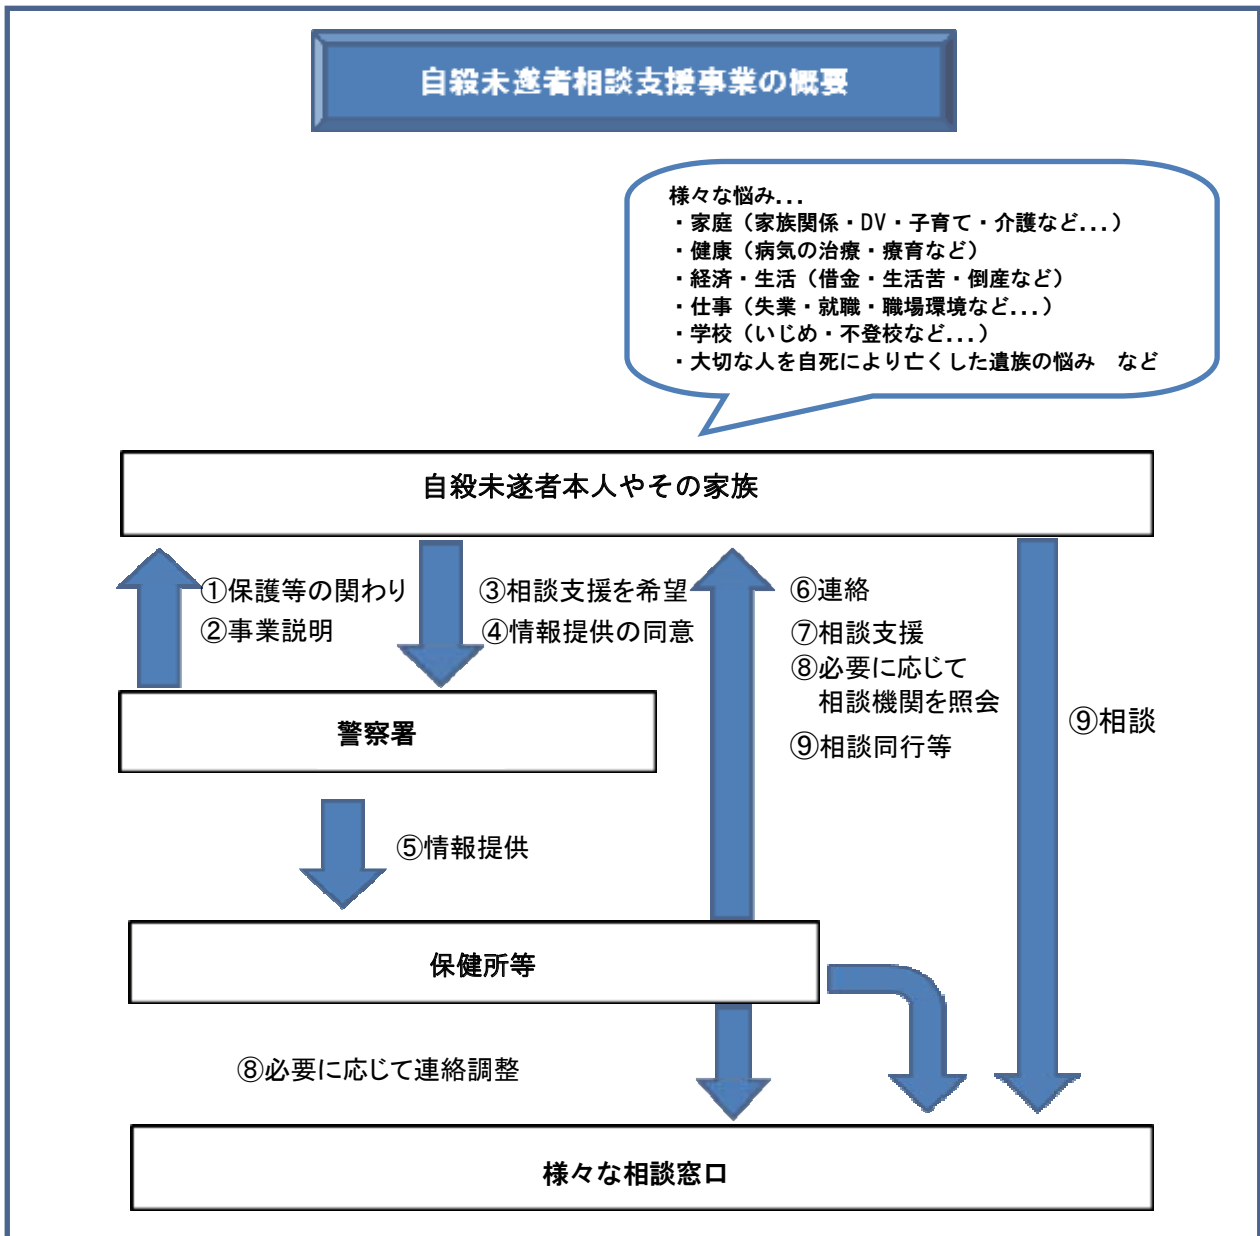 自殺未遂者相談支援事業の概要
様々な悩み...
・家庭（家族関係・DV・子育て・介護など...）
・健康（病気の治療・療育など）
・経済・生活（借金・生活苦・倒産など）
・仕事（失業・就職・職場環境など...）
・学校（いじめ・不登校など...）
・大切な人を自死により亡くした遺族の悩み　など
自殺未遂者本人やその家族
①保護等の関わり
②事業説明
③相談支援を希望
④情報提供の同意
⑥連絡
⑦相談支援
⑧必要に応じて
相談機関を照会
⑨相談同行等
⑨相談
警察署
⑤情報提供
保健所等
⑧必要に応じて連絡調整
様々な相談窓口